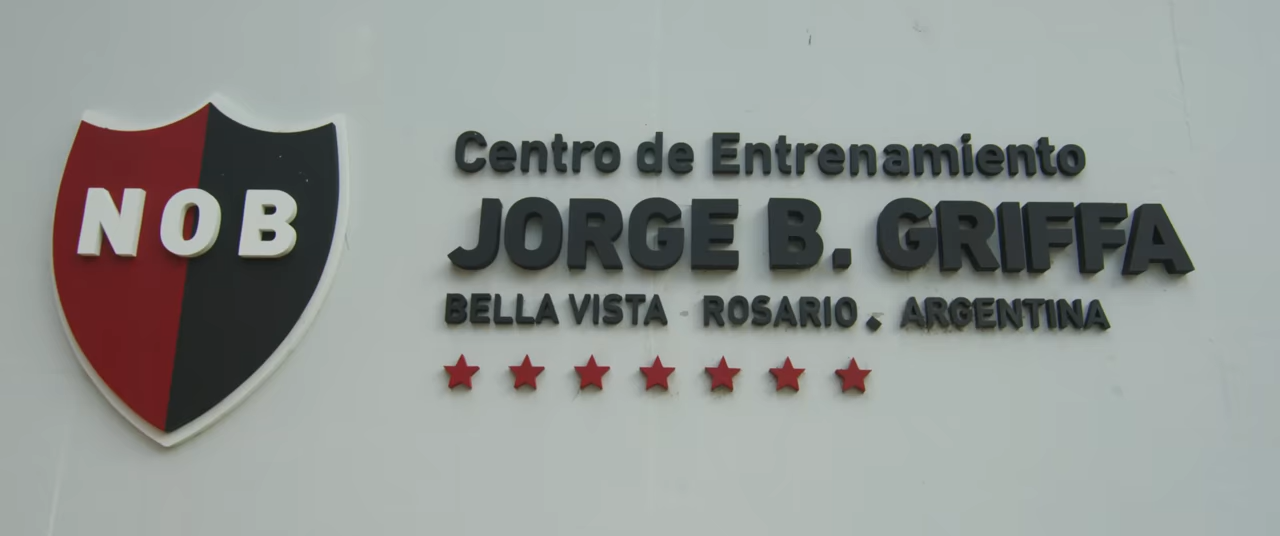 NOB
Centro de Entrenamiento
JORGE B. GRIFFA
BELLA VISTA ROSARIO . ARGENTINA